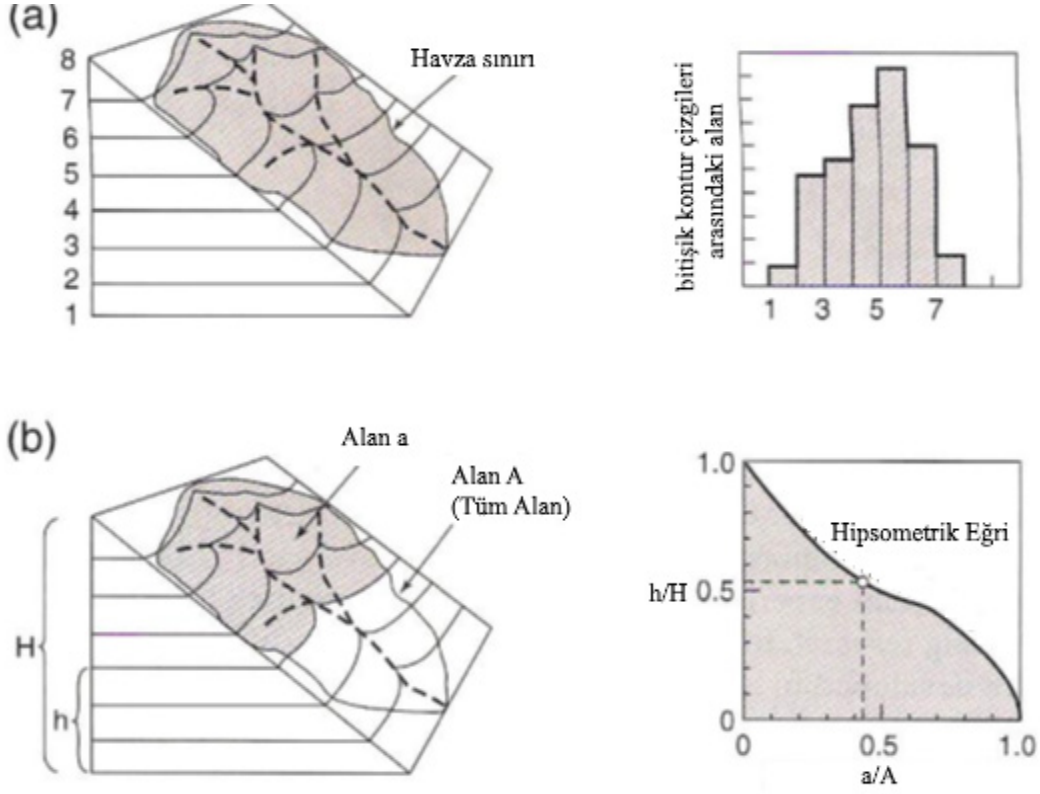 (a)
8
7
6
5
4
3
2
1
Havza sınırı
bitişik kontur çizgileri
arasındaki alan
1 3 5 7
(b)
Alan a
Alan A
(Tüm Alan)
H
h
1.0
Hipsometrik Eğri
h/H 0.5
0
0 0.5 1.0
a/A